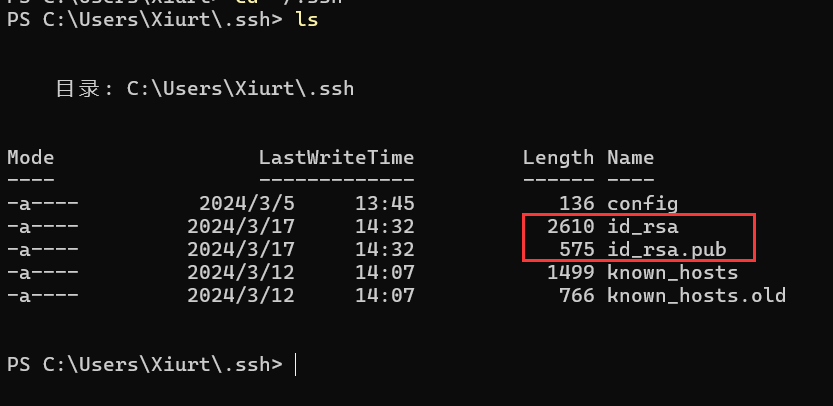 PS C:\Users\Xiurt> cd ~/.ssh
PS C:\Users\Xiurt\.ssh> ls
目录: C:\Users\Xiurt\.ssh
Mode LastWriteTime Length Name
---- ------------- ------ ----
-a---- 2024/3/5 13:45 136 config
-a---- 2024/3/17 14:32 2610 id_rsa
-a---- 2024/3/17 14:32 575 id_rsa.pub
-a---- 2024/3/12 14:07 1499 known_hosts
-a---- 2024/3/12 14:07 766 known_hosts.old
PS C:\Users\Xiurt\.ssh>